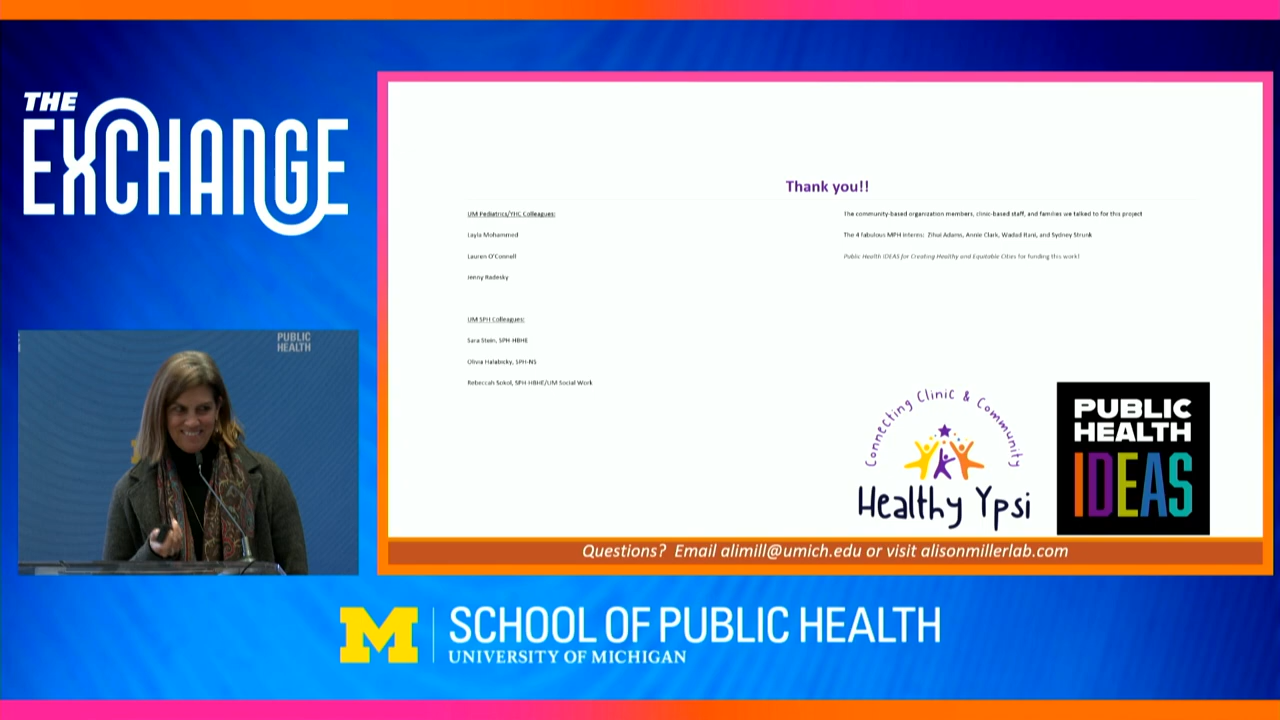 THE
EXCHANGE
PUBLIC
HEALTH
Thank you!!
UM Pediatrics/YHC Colleagues:
Layla Mohammed
Lauren O'Connell
Jenny Radesky
UM SPH Colleagues:
Sara Stein, SPH-HBHE
Olivia Halabicky, SPH-NS
Rebeccah Sokol, SPH-HBHE/UM Social Work
The community-based organization members, clinic-based staff, and families we talked to for this project
The 4 fabulous MPH interns: Zihui Adams, Annie Clark, Waded Itani, and Sydney Strunk
Public Health IDEAS for Creating Healthy and Equitable Cities for funding this work!
Connecting Clinic & Community
Healthy Ypsi
PUBLIC
HEALTH
IDEAS
Questions? Email alimill@umich.edu or visit alisonmillerlab.com
M SCHOOL OF PUBLIC HEALTH
UNIVERSITY OF MICHIGAN